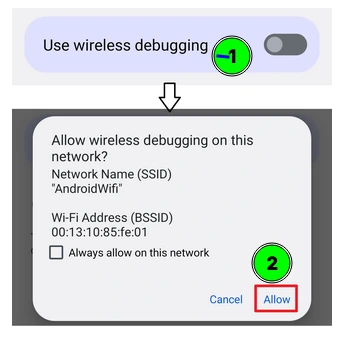 Use wireless debugging
1
Allow wireless debugging on this
network?
Network Name (SSID)
"AndroidWifi"
Wi-Fi Address (BSSID)
00:13:10:85:fe:01
Always allow on this network
2
Cancel Allow